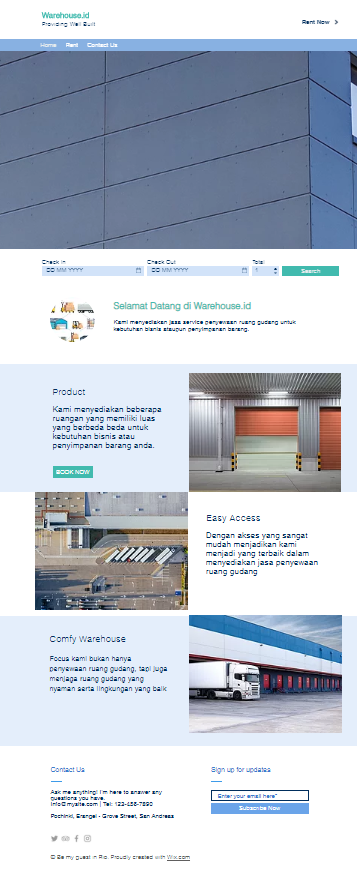 Warehouse.id
Providing Well Built
Rent Now
Home Rent Contact Us
Check In Check Out Total
DD MM YYYY DD MM YYYY 1 Search
Selamat Datang di Warehouse.id
Kami menyediakan jasa service penyewaan ruang gudang untuk
kebutuhan bisnis ataupun penyimpanan barang.
Product
Kami menyediakan beberapa
ruangan yang memiliki luas
yang berbeda beda untuk
kebutuhan bisnis atau
penyimpanan barang anda.
BOOK NOW
Easy Access
Dengan akses yang sangat
mudah menjadikan kami
menjadi yang terbaik dalam
menyediakan jasa penyewaan
ruang gudang
Comfy Warehouse
Focus kami bukan hanya
penyewaan ruang gudang, tapi juga
menjaga ruang gudang yang
nyaman serta lingkungan yang baik
Contact Us
Ask me anything! I'm here to answer any
questions you have.
info@mysite.com | Tel: 123-456-7890
Pochinki, Erangel - Grove Street, San Andreas
© Be my guest in Rio. Proudly created with Wix.com
Sign up for updates
Enter your email here*
Subscribe Now